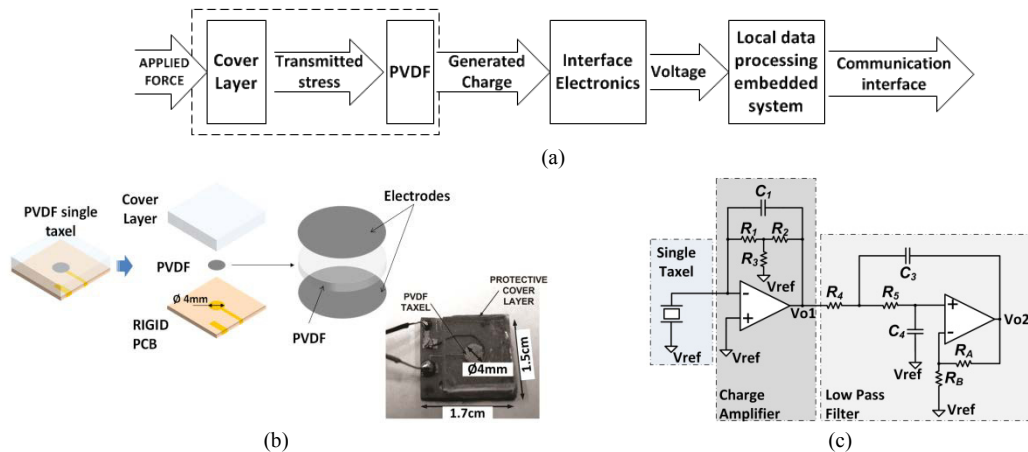 APPLIED
FORCE
Cover
Layer
Transmitted
stress
PVDF
Generated
Charge
Interface
Electronics
Voltage
Local data
processing
embedded
system
Communication
interface
(a)
PVDF single
taxel
Cover
Layer
PVDF
Ø 4mm
RIGID
PCB
Electrodes
PVDF
PROTECTIVE
COVER
LAYER
PVDF
TAXEL
Ø4mm
1.5cm
1.7cm
(b)
Single
Taxel
Vref
C1
R1
R2
R3
Vref
-
+
Vref
Vo1
Charge
Amplifier
R4
C3
R5
C4
Vref
+
-
Vo2
RA
RB
Vref
Low Pass
Filter
(c)